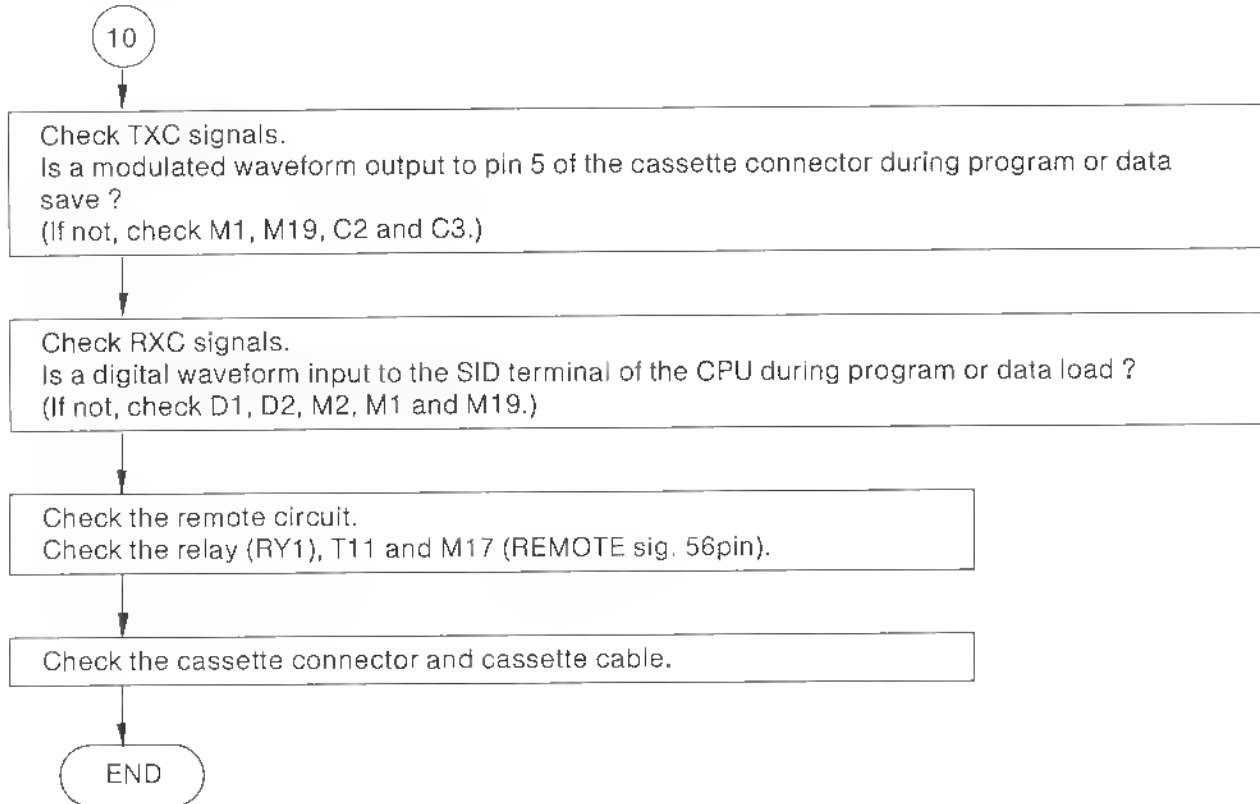 10
Check TXC signals.
Is a modulated waveform output to pin 5 of the cassette connector during program or data
save ?
(If not, check M1, M19, C2 and C3.)
Check RXC signals.
Is a digital waveform input to the SID terminal of the CPU during program or data load ?
(If not, check D1, D2, M2, M1 and M19.)
Check the remote circuit.
Check the relay (RY1), T11 and M17 (REMOTE sig. 56pin).
Check the cassette connector and cassette cable.
END